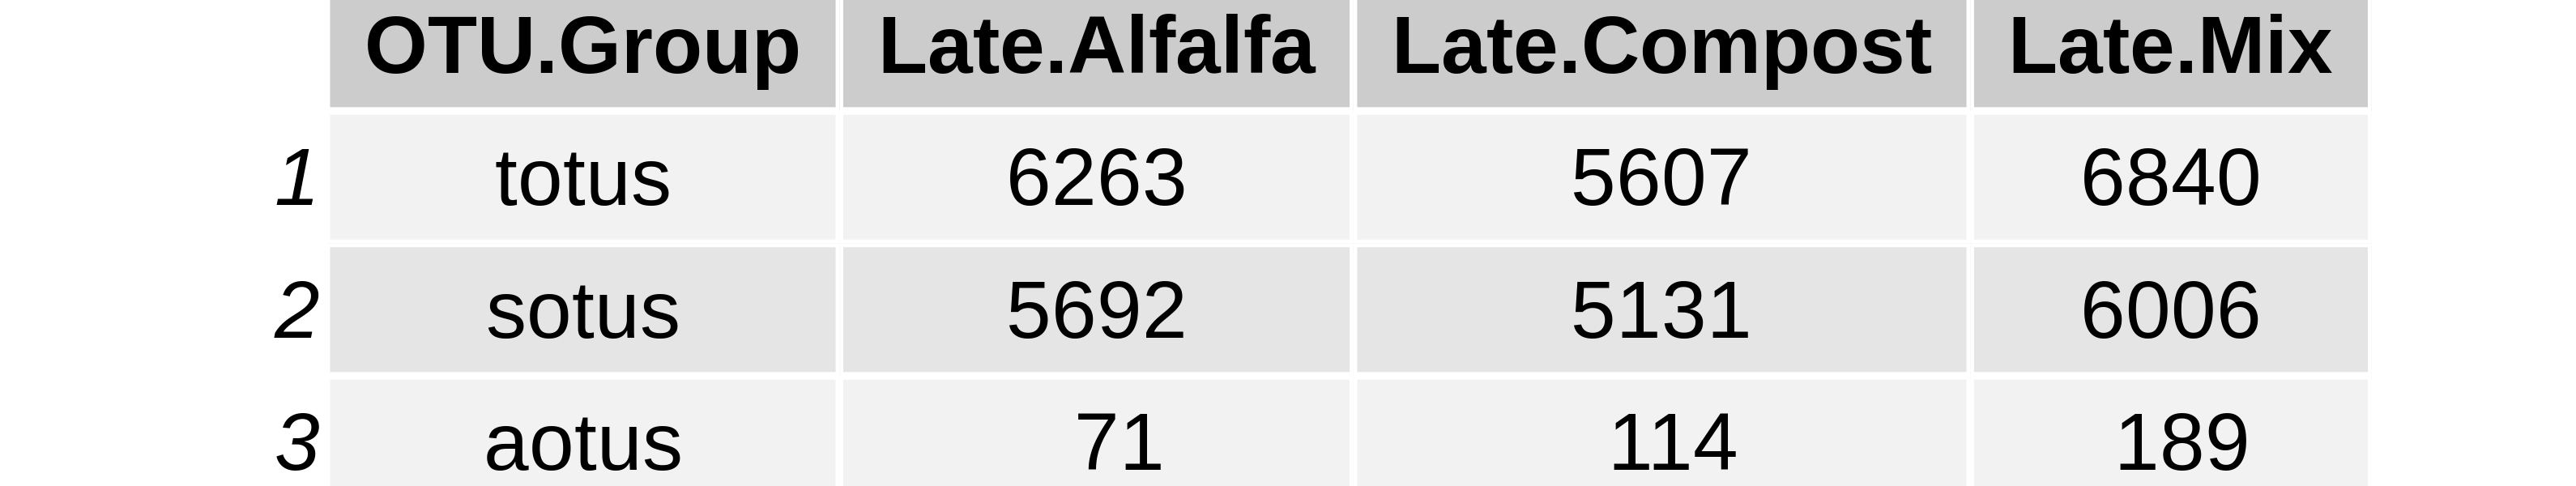 OTU.Group Late.Alfalfa Late.Compost Late.Mix
1 totus 6263 5607 6840
2 sotus 5692 5131 6006
3 aotus 71 114 189